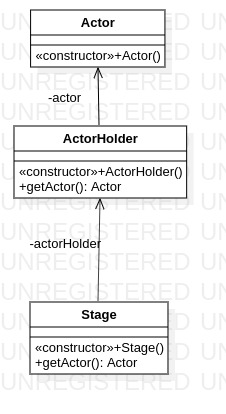 Actor
«constructor»+Actor()
-actor
ActorHolder
«constructor»+ActorHolder()
+getActor(): Actor
-actorHolder
Stage
«constructor»+Stage()
+getActor(): Actor
UNREGISTERED